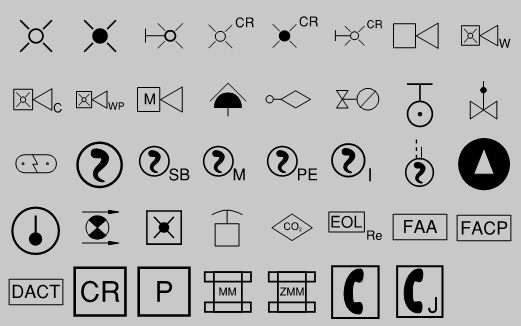 CR CR CR W
C WP M
SB M PE I
CO₂ EOL Re FAA FACP
DACT CR P MM ZMM J